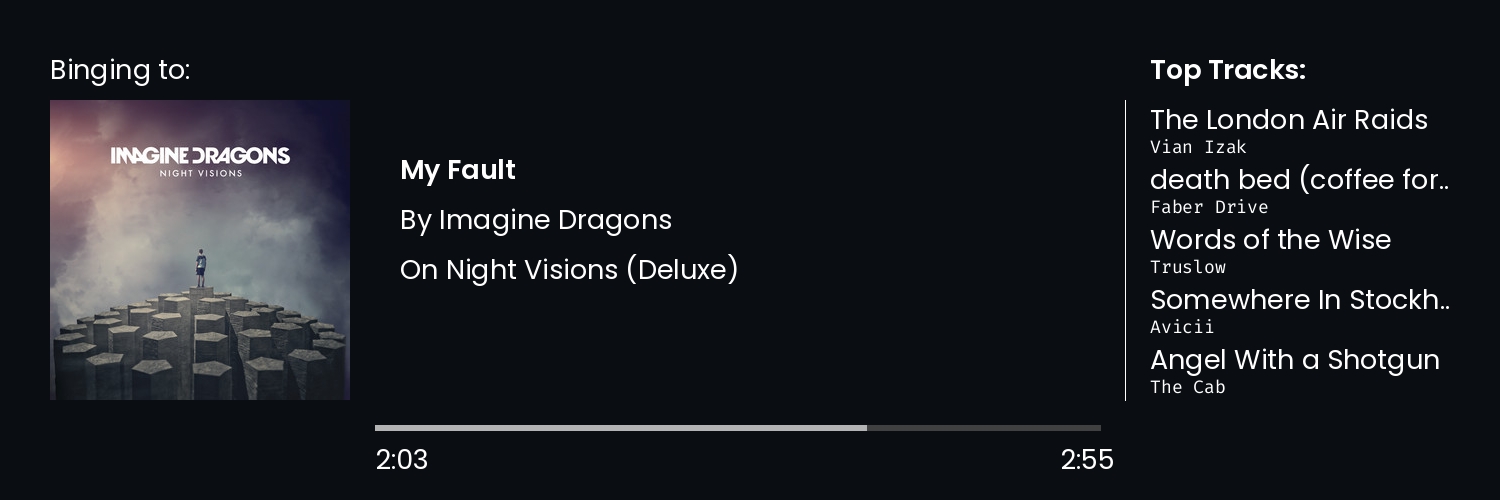 Binging to:
IMAGINE DRAGONS
NIGHT VISIONS
My Fault
By Imagine Dragons
On Night Visions (Deluxe)
2:03
2:55
Top Tracks:
The London Air Raids
Vian Izak
death bed (coffee for..
Faber Drive
Words of the Wise
Truslow
Somewhere In Stockh..
Avicii
Angel With a Shotgun
The Cab